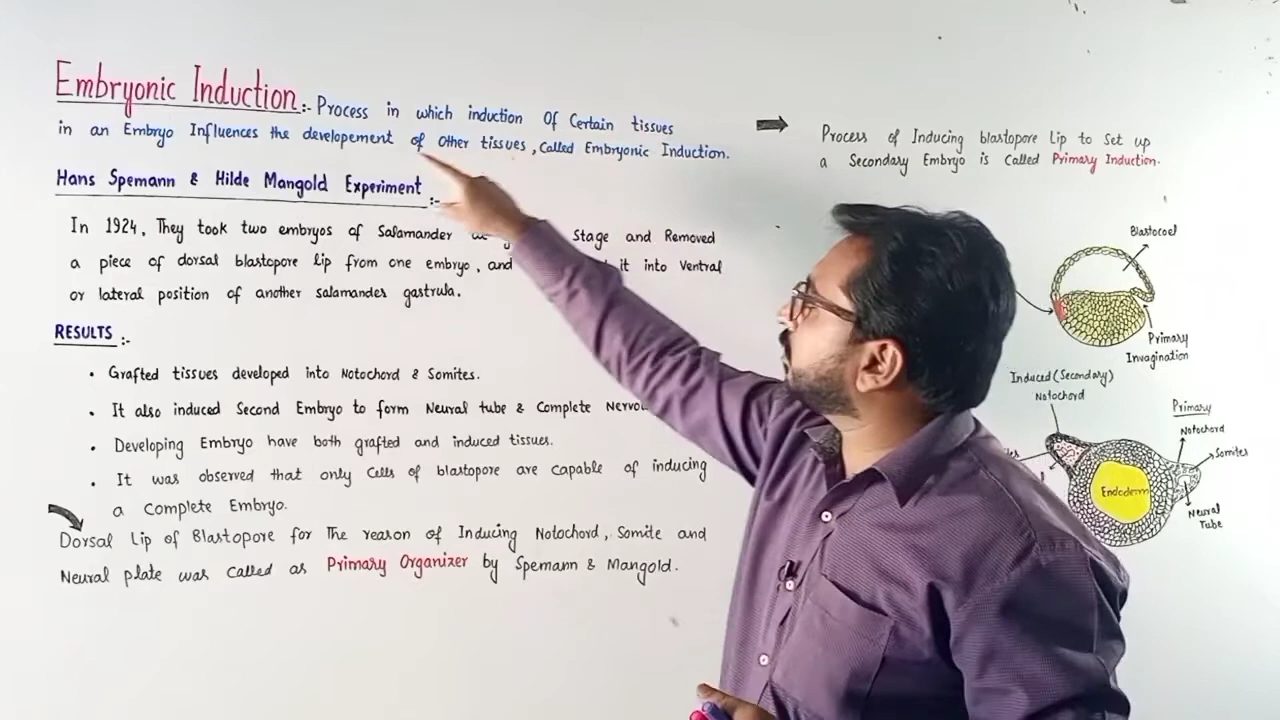 Embryonic Induction :- Process in which induction Of Certain tissues
in an Embryo Influences the developement of Other tissues, Called Embryonic Induction.
Hans Spemann & Hilde Mangold Experiment :-
In 1924, They took two embryos of Salamander Stage and Removed
a piece of dorsal blastopore lip from one embryo, and it into Ventral
or lateral position of another salamander gastrula.
RESULTS :-
• Grafted tissues developed into Notochord & Somites.
• It also induced Second Embryo to form Neural tube & Complete
• Developing Embryo have both grafted and induced tissues.
• It was observed that only Cells of blastopore are capable of inducing
a Complete Embryo.
Dorsal Lip of Blastopore for The reason of Inducing Notochord, Somite and
Neural plate was Called as Primary Organizer by Spemann & Mangold.
Process of Inducing blastopore Lip to Set up
a Secondary Embryo is Called Primary Induction.
Blastocoel
Primary
Invagination
Induced (Secondary)
Notochord
Primary
Notochord
Somites
Endoderm
Neural
Tube